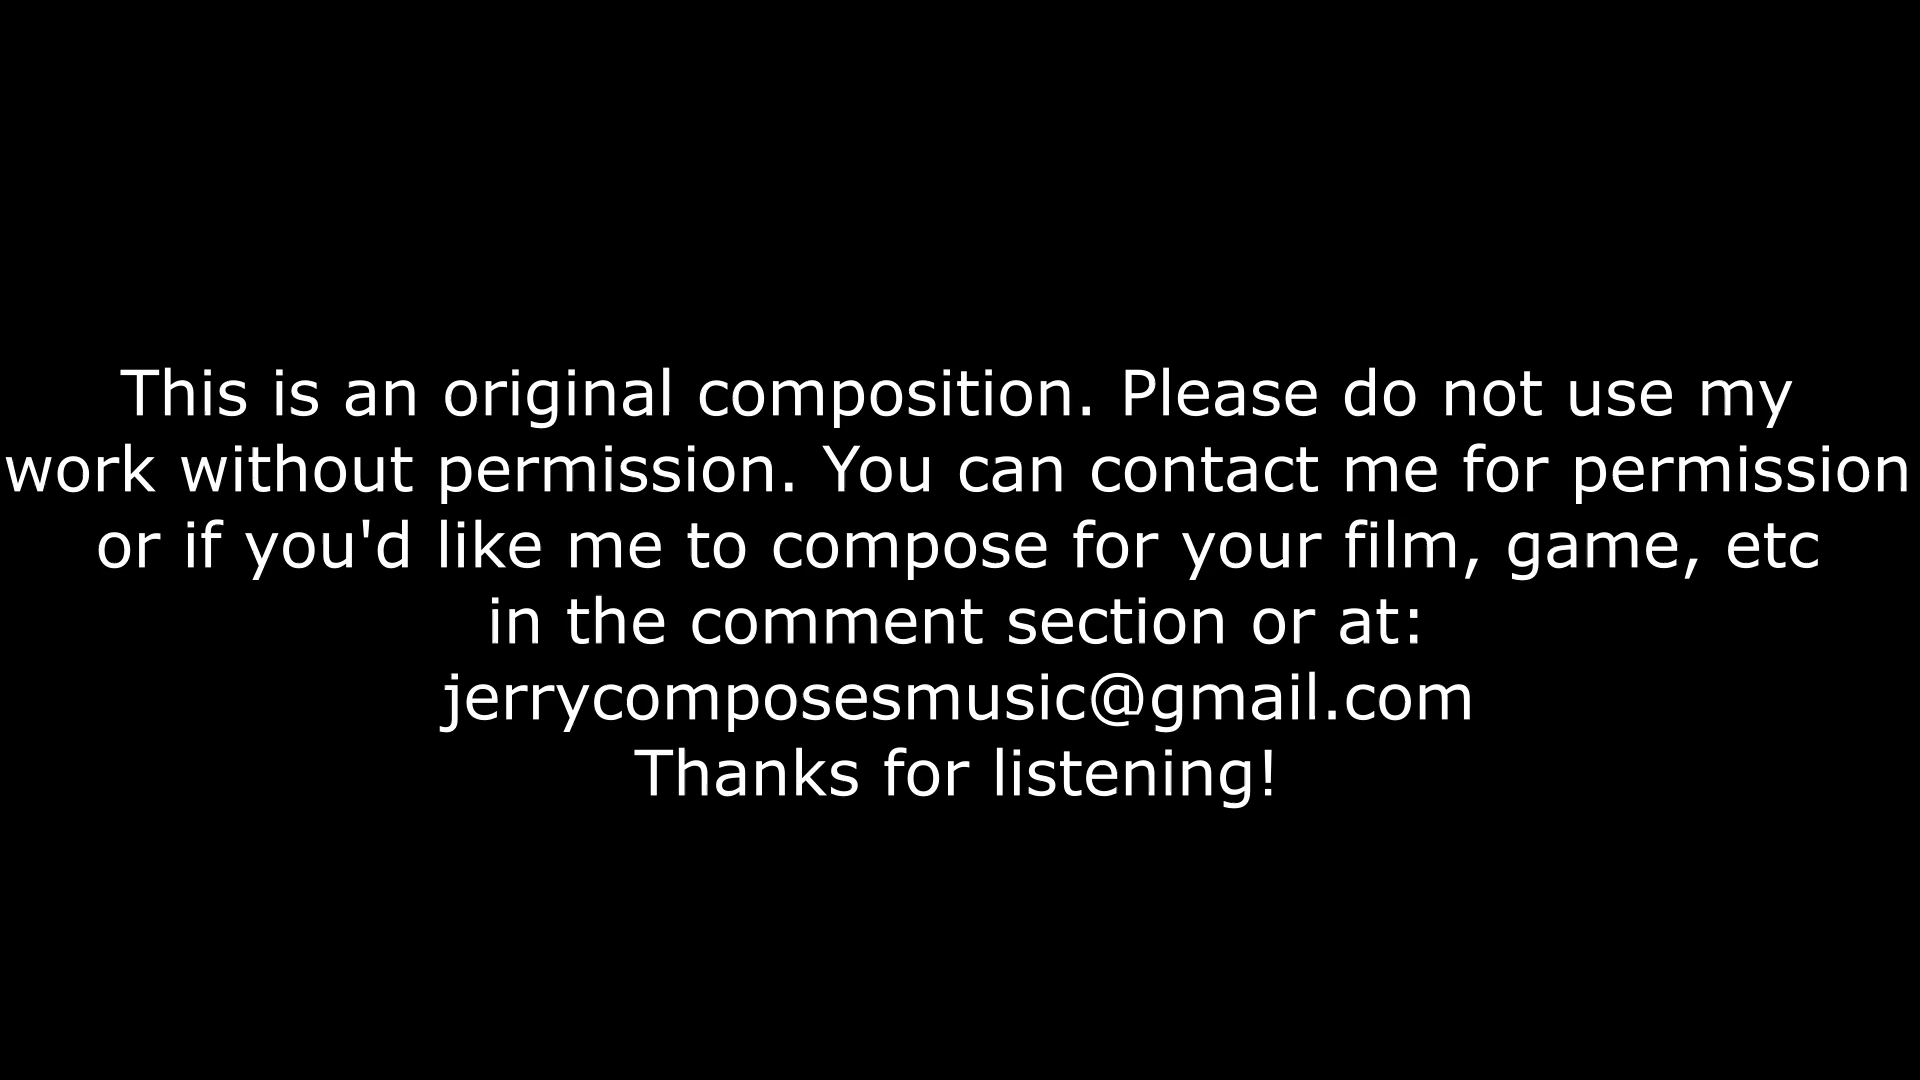 This is an original composition. Please do not use my
work without permission. You can contact me for permission
or if you'd like me to compose for your film, game, etc
in the comment section or at:
jerrycomposesmusic@gmail.com
Thanks for listening!